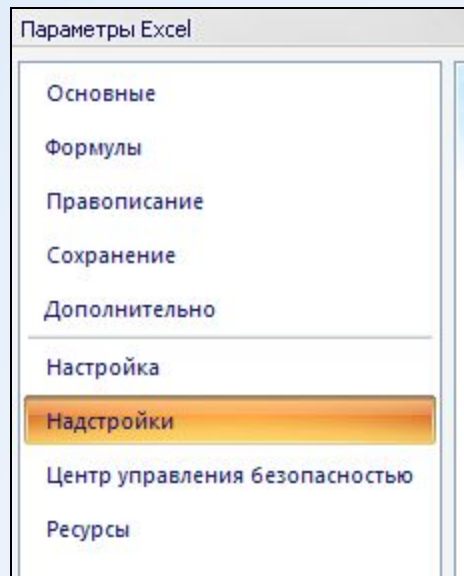 Параметры Excel
Основные
Формулы
Правописание
Сохранение
Дополнительно
Настройка
Надстройки
Центр управления безопасностью
Ресурсы